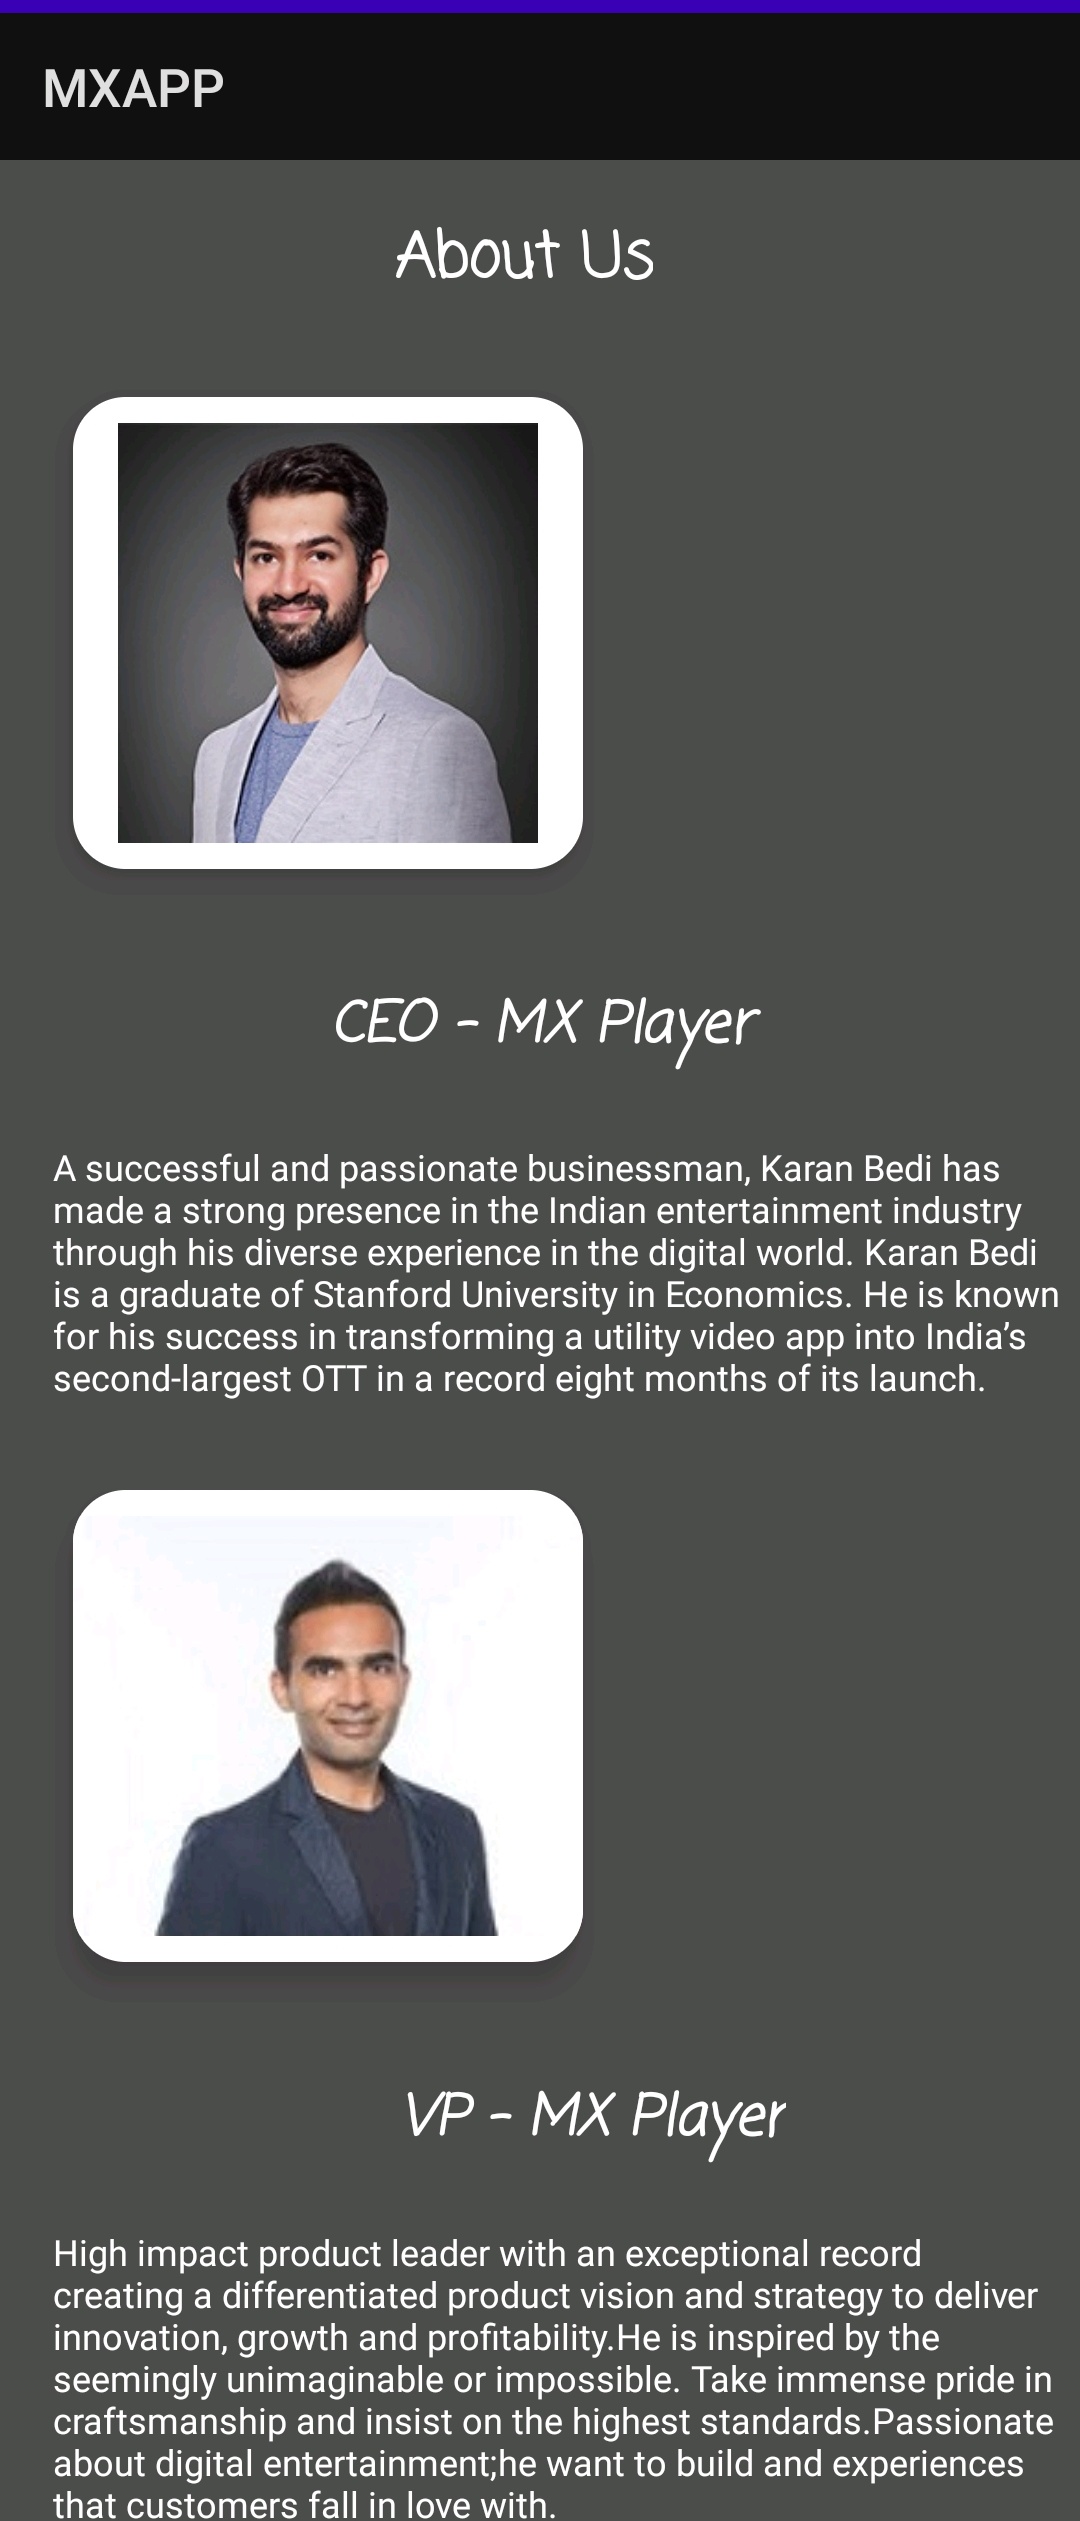 MXAPP
About Us
CEO - MX Player
A successful and passionate businessman, Karan Bedi has
made a strong presence in the Indian entertainment industry
through his diverse experience in the digital world. Karan Bedi
is a graduate of Stanford University in Economics. He is known
for his success in transforming a utility video app into India’s
second-largest OTT in a record eight months of its launch.
VP - MX Player
High impact product leader with an exceptional record
creating a differentiated product vision and strategy to deliver
innovation, growth and profitability.He is inspired by the
seemingly unimaginable or impossible. Take immense pride in
craftsmanship and insist on the highest standards.Passionate
about digital entertainment;he want to build and experiences
that customers fall in love with.